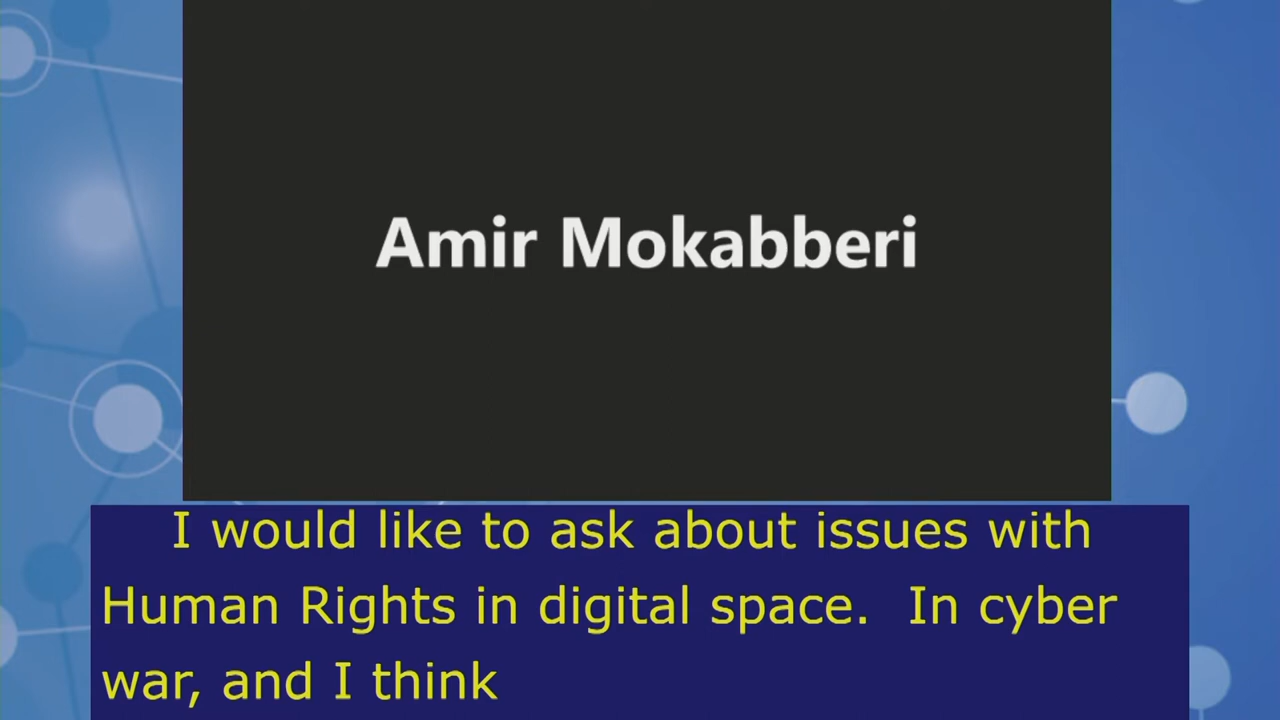 Amir Mokabberi
I would like to ask about issues with
Human Rights in digital space.  In cyber
war, and I think